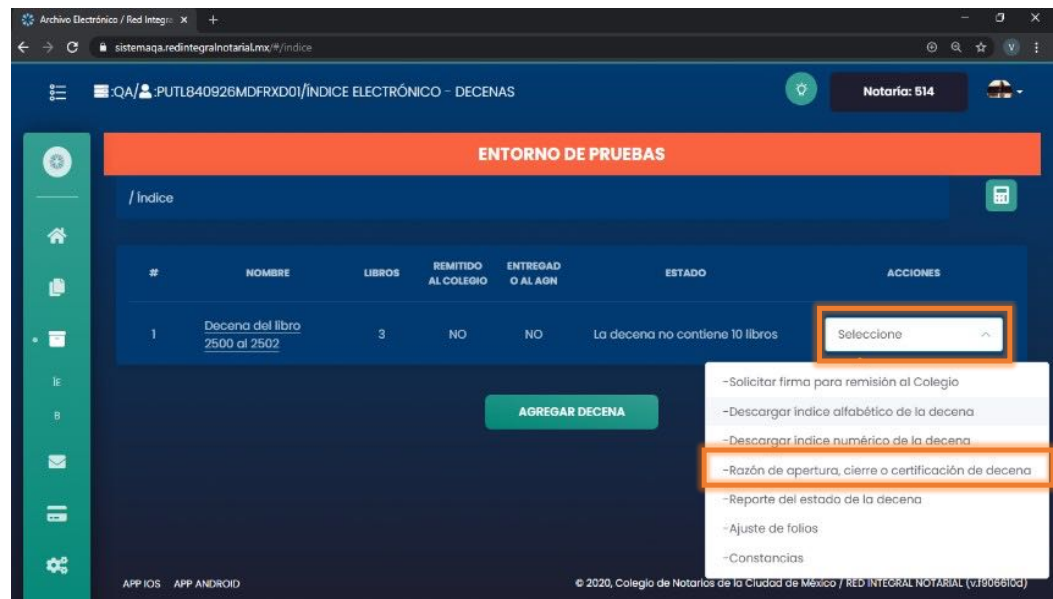 Archivo Electrónico / Red Integra
sistemaqa.redintegralnotarial.mx/#/indice
V
:QA/ :PUTL840926MDFRXD01/ÍNDICE ELECTRÓNICO - DECENAS
Notaría: 514
ENTORNO DE PRUEBAS
/ Índice
# NOMBRE LIBROS REMITIDO AL COLEGIO ENTREGAD O AL AGN ESTADO ACCIONES
1 Decena del libro 2500 al 2502 3 NO NO La decena no contiene 10 libros Seleccione
ÍE
B
-Solicitar firma para remisión al Colegio
-Descargar índice alfabético de la decena
AGREGAR DECENA
-Descargar índice numérico de la decena
-Razón de apertura, cierre o certificación de decena
-Reporte del estado de la decena
-Ajuste de folios
-Constancias
APP IOS APP ANDROID
© 2020, Colegio de Notarios de la Ciudad de México / RED INTEGRAL NOTARIAL (v.f906610d)